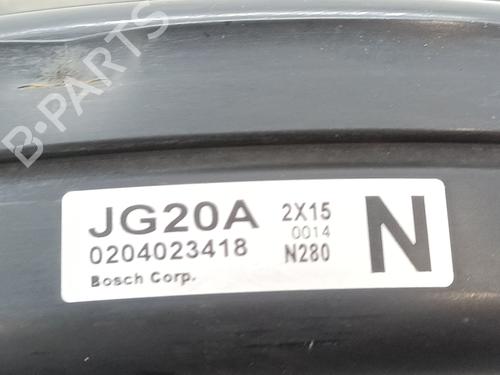 JG20A 2X15 N
0014
0204023418 N280
Bosch Corp.
B-PARTS